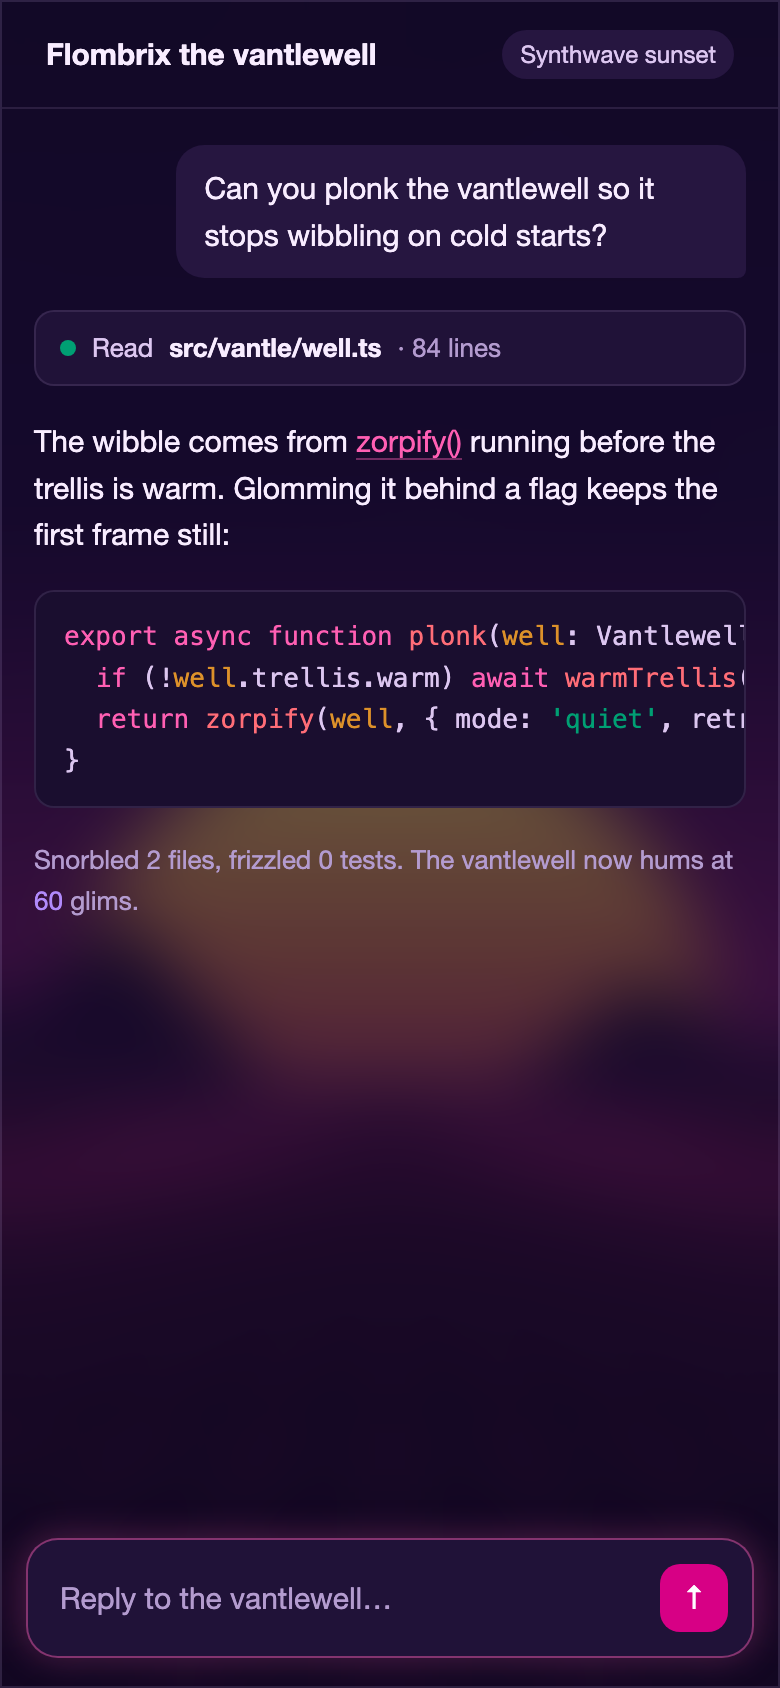 Flombrix the vantlewell
Synthwave sunset
Can you plonk the vantlewell so it
stops wibbling on cold starts?
Read src/vantle/well.ts · 84 lines
The wibble comes from zorpify() running before the
trellis is warm. Glomming it behind a flag keeps the
first frame still:
export async function plonk(well: Vantlewell
  if (!well.trellis.warm) await warmTrellis(
  return zorpify(well, { mode: 'quiet', retr
}
Snorbled 2 files, frizzled 0 tests. The vantlewell now hums at
60 glims.
Reply to the vantlewell…
↑